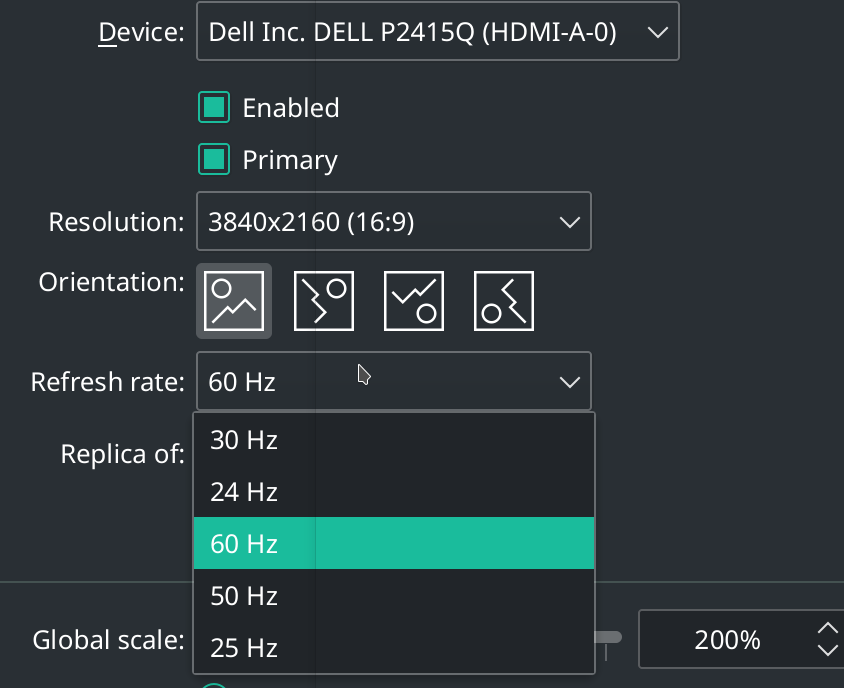 Device: Dell Inc. DELL P2415Q (HDMI-A-0)
Enabled
Primary
Resolution: 3840x2160 (16:9)
Orientation:
Refresh rate: 60 Hz
30 Hz
Replica of:
24 Hz
60 Hz
50 Hz
Global scale: 200%
25 Hz